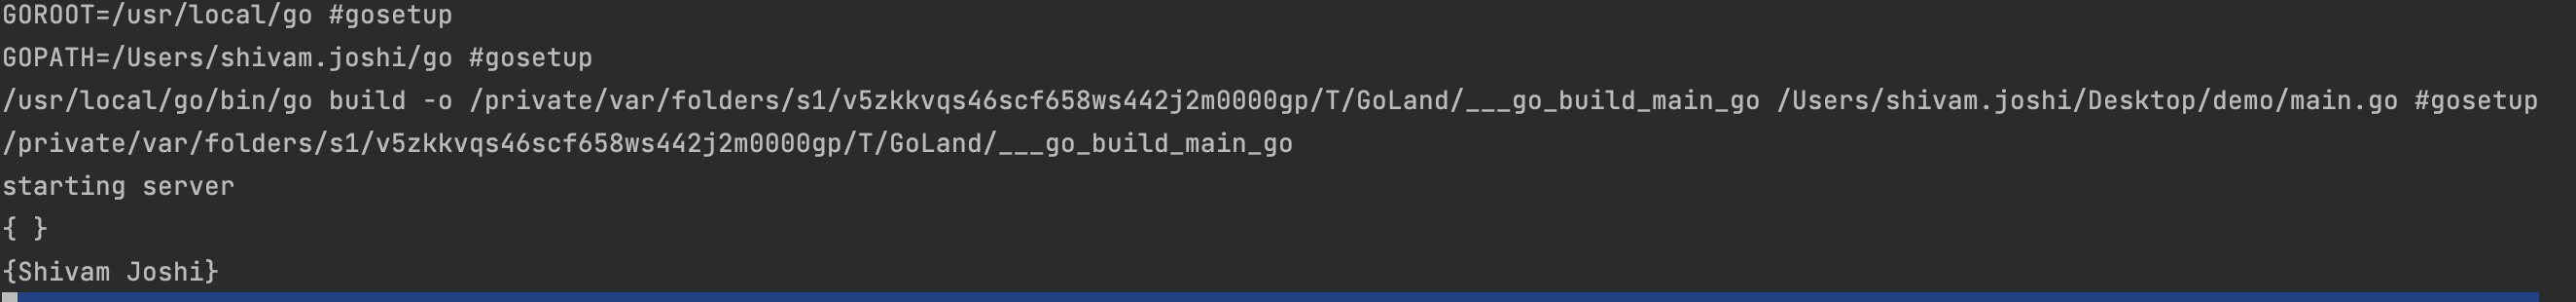 GOROOT=/usr/local/go #gosetup
GOPATH=/Users/shivam.joshi/go #gosetup
/usr/local/go/bin/go build -o /private/var/folders/s1/v5zkkvqs46scf658ws442j2m0000gp/T/GoLand/___go_build_main_go /Users/shivam.joshi/Desktop/demo/main.go #gosetup
/private/var/folders/s1/v5zkkvqs46scf658ws442j2m0000gp/T/GoLand/___go_build_main_go
starting server
{ }
{Shivam Joshi}